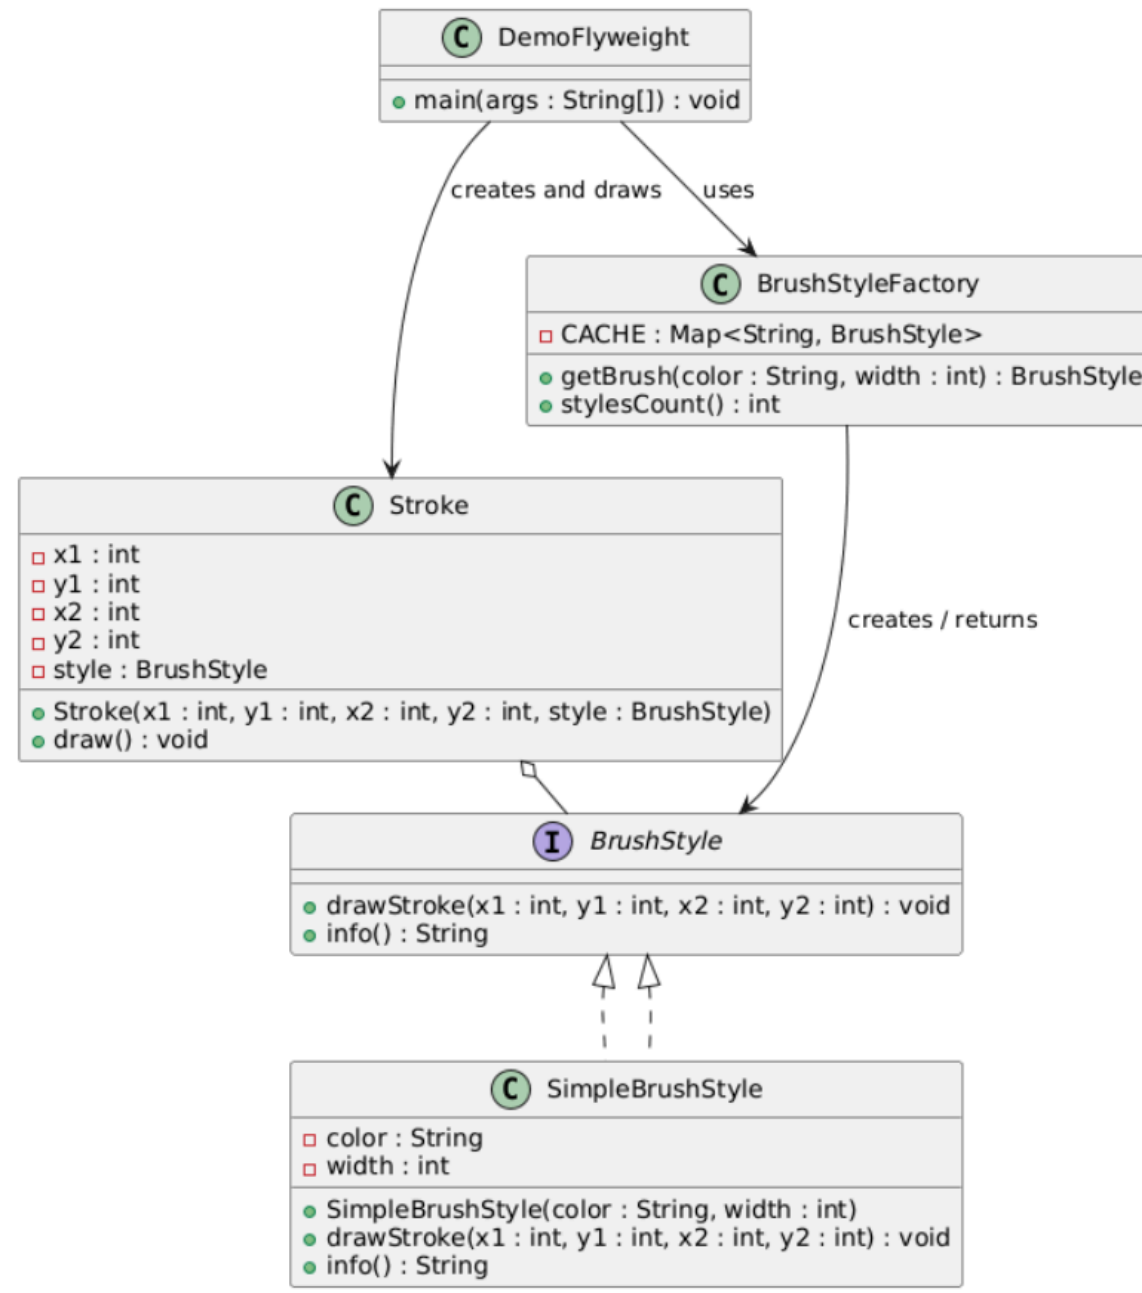 C DemoFlyweight
main(args : String[]) : void
creates and draws
uses
C BrushStyleFactory
CACHE : Map<String, BrushStyle>
getBrush(color : String, width : int) : BrushStyle
stylesCount() : int
C Stroke
x1 : int
y1 : int
x2 : int
y2 : int
style : BrushStyle
Stroke(x1 : int, y1 : int, x2 : int, y2 : int, style : BrushStyle)
draw() : void
creates / returns
I BrushStyle
drawStroke(x1 : int, y1 : int, x2 : int, y2 : int) : void
info() : String
C SimpleBrushStyle
color : String
width : int
SimpleBrushStyle(color : String, width : int)
drawStroke(x1 : int, y1 : int, x2 : int, y2 : int) : void
info() : String